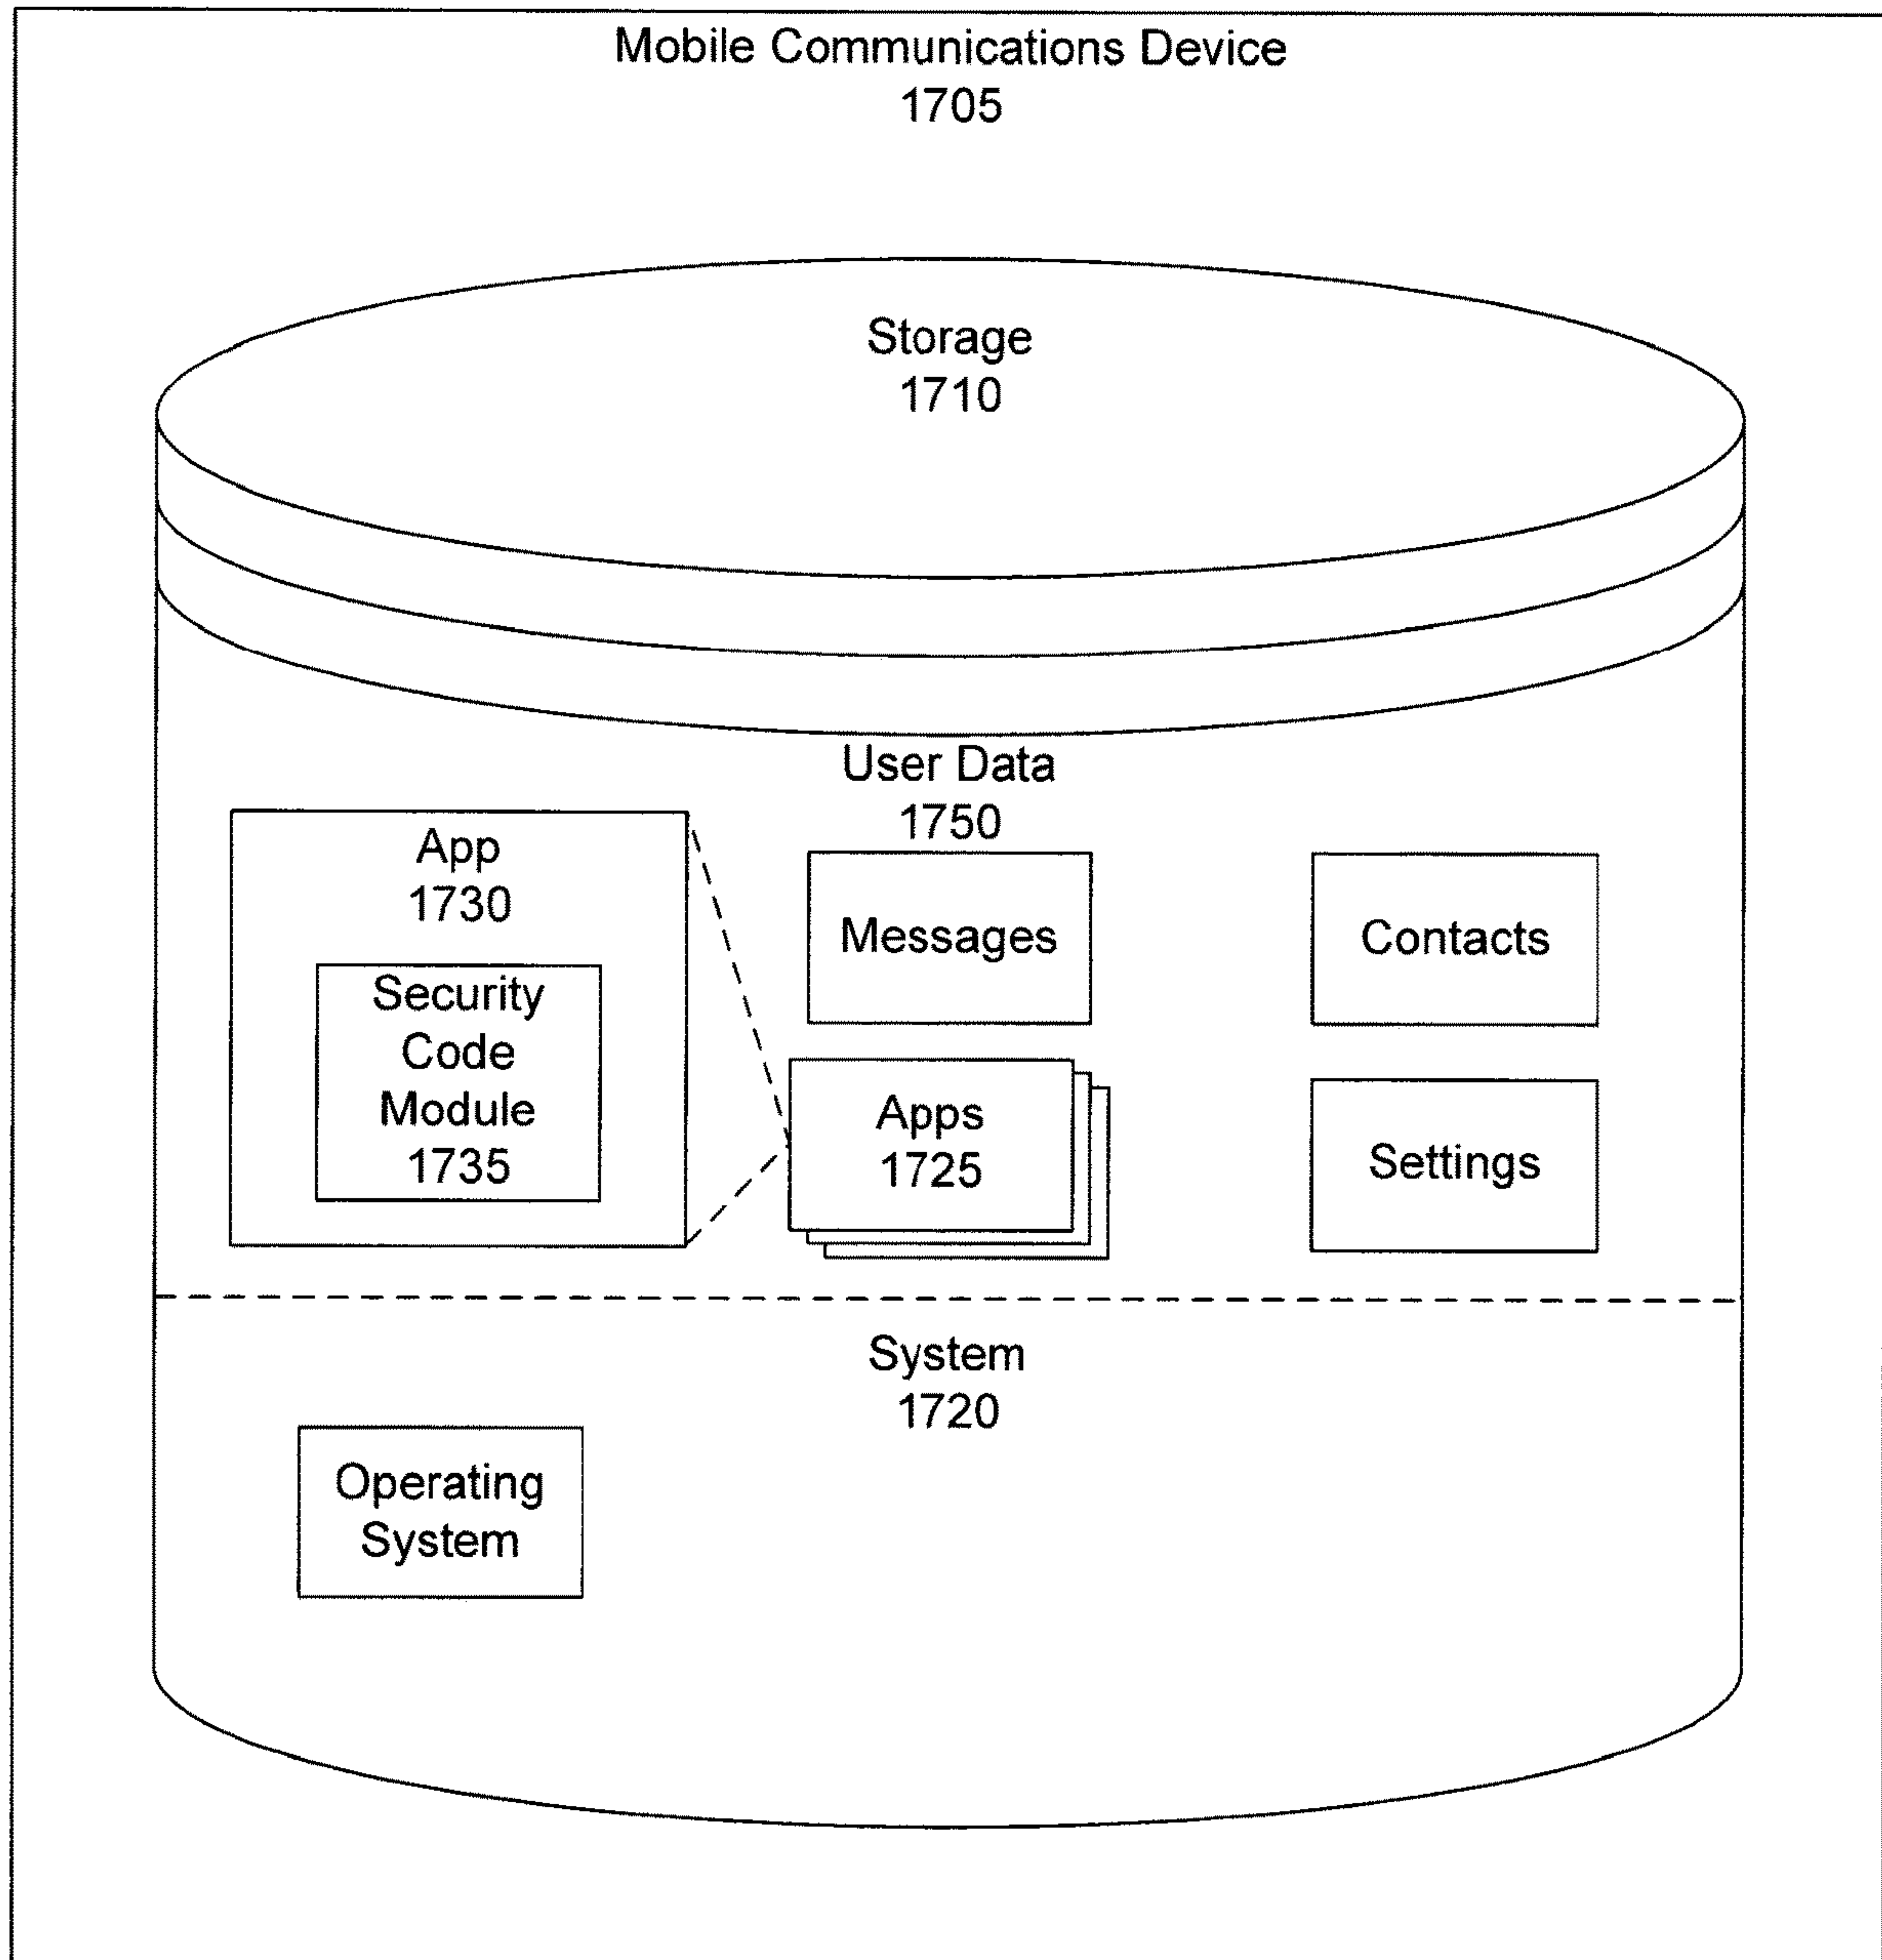 Mobile Communications Device
1705
Storage
1710
User Data
1750
App
1730
Security
Code
Module
1735
Messages
Contacts
Apps
1725
Settings
System
1720
Operating
System